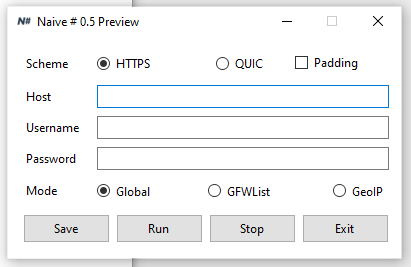 N# Naive # 0.5 Preview
Scheme HTTPS QUIC Padding
Host
Username
Password
Mode Global GFWList GeoIP
Save Run Stop Exit